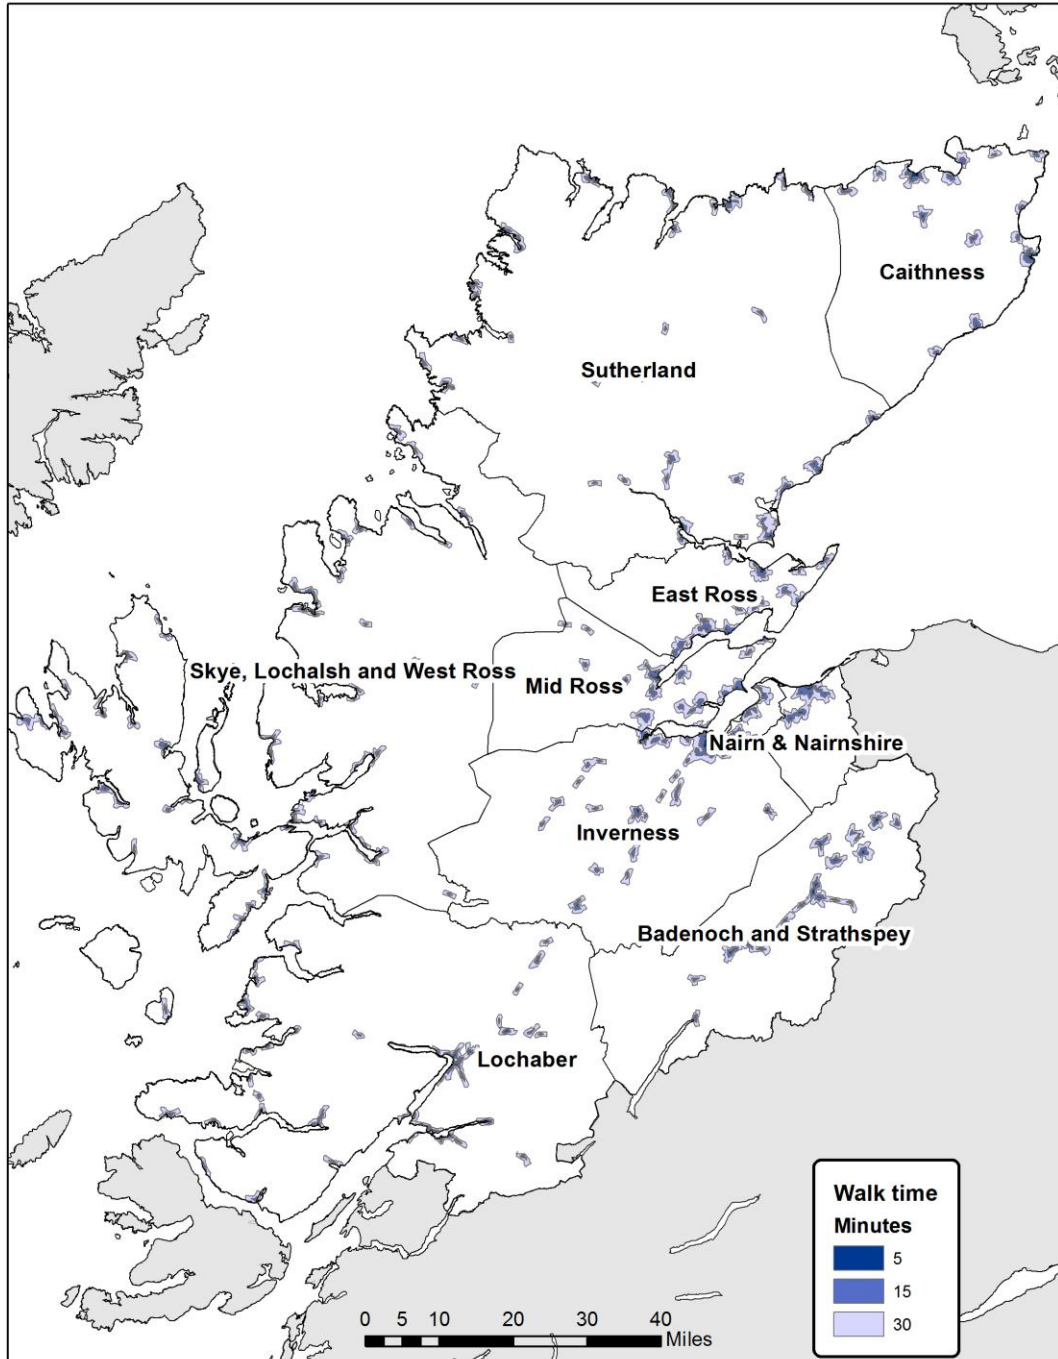 Caithness
Sutherland
East Ross
Skye, Lochalsh and West Ross
Mid Ross
Nairn & Nairnshire
Inverness
Badenoch and Strathspey
Lochaber
Walk time
Minutes
5
15
30
0 5 10 20 30 40
Miles